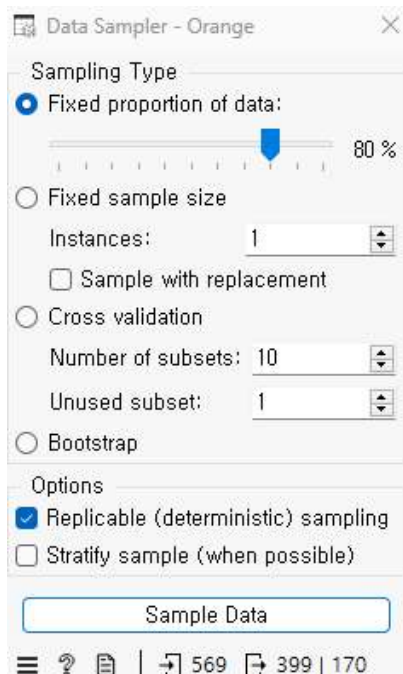 Data Sampler - Orange
Sampling Type
Fixed proportion of data:
80 %
Fixed sample size
Instances: 1
Sample with replacement
Cross validation
Number of subsets: 10
Unused subset: 1
Bootstrap
Options
Replicable (deterministic) sampling
Stratify sample (when possible)
Sample Data
? | 569 399 | 170